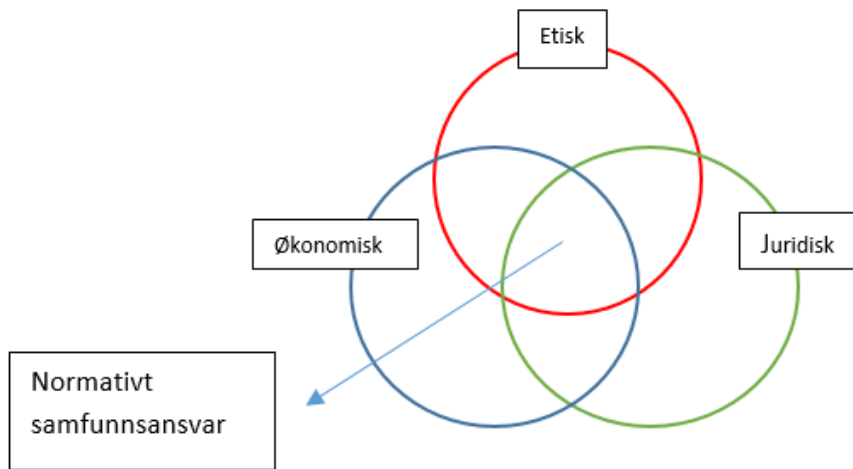 Etisk
Økonomisk
Juridisk
Normativt
samfunnsansvar